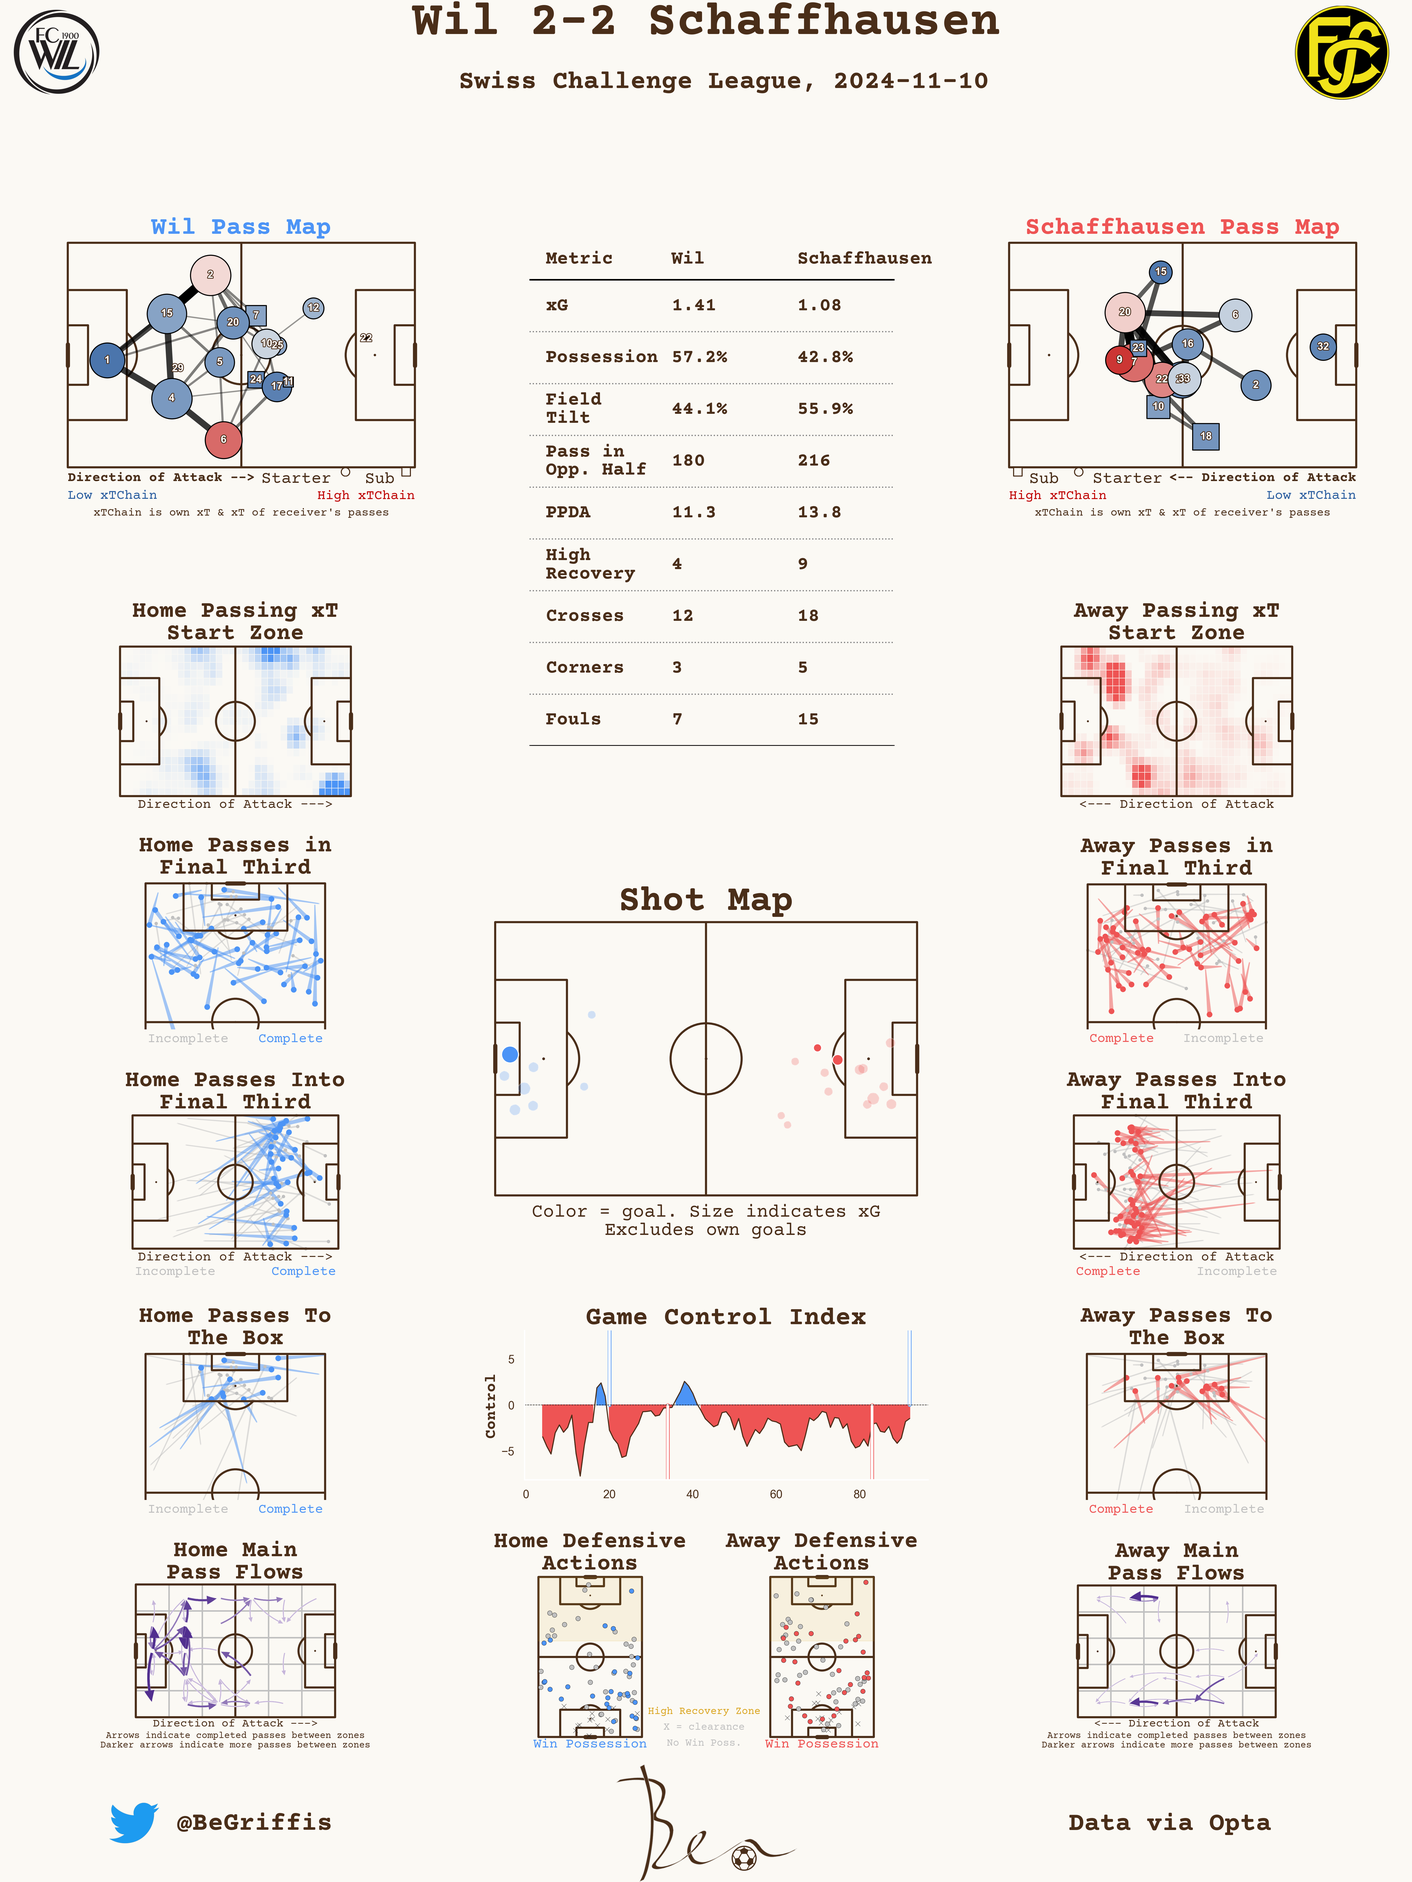 Wil 2-2 Schaffhausen
Swiss Challenge League, 2024-11-10
FC 1900
WIL
FCS
Wil Pass Map
2
15
20
7
12
10
25
22
1
5
29
24
17
11
4
6
Direction of Attack --> Starter Sub
Low xTChain High xTChain
xTChain is own xT & xT of receiver's passes
Metric Wil Schaffhausen
xG 1.41 1.08
Possession 57.2% 42.8%
Field
Tilt 44.1% 55.9%
Pass in
Opp. Half 180 216
PPDA 11.3 13.8
High
Recovery 4 9
Crosses 12 18
Corners 3 5
Fouls 7 15
Schaffhausen Pass Map
15
20
6
23
16
9
7
32
22
33
2
10
18
Sub Starter <-- Direction of Attack
High xTChain Low xTChain
xTChain is own xT & xT of receiver's passes
Home Passing xT
Start Zone
Direction of Attack --->
Away Passing xT
Start Zone
<--- Direction of Attack
Home Passes in
Final Third
Incomplete Complete
Away Passes in
Final Third
Complete Incomplete
Shot Map
Color = goal. Size indicates xG
Excludes own goals
Home Passes Into
Final Third
Direction of Attack --->
Incomplete Complete
Away Passes Into
Final Third
<--- Direction of Attack
Complete Incomplete
Home Passes To
The Box
Incomplete Complete
Game Control Index
Control
5
0
−5
0 20 40 60 80
Away Passes To
The Box
Complete Incomplete
Home Main
Pass Flows
Direction of Attack --->
Arrows indicate completed passes between zones
Darker arrows indicate more passes between zones
Home Defensive
Actions
Win Possession
Away Defensive
Actions
Win Possession
High Recovery Zone
X = clearance
No Win Poss.
Away Main
Pass Flows
<--- Direction of Attack
Arrows indicate completed passes between zones
Darker arrows indicate more passes between zones
@BeGriffis
Ben
Data via Opta